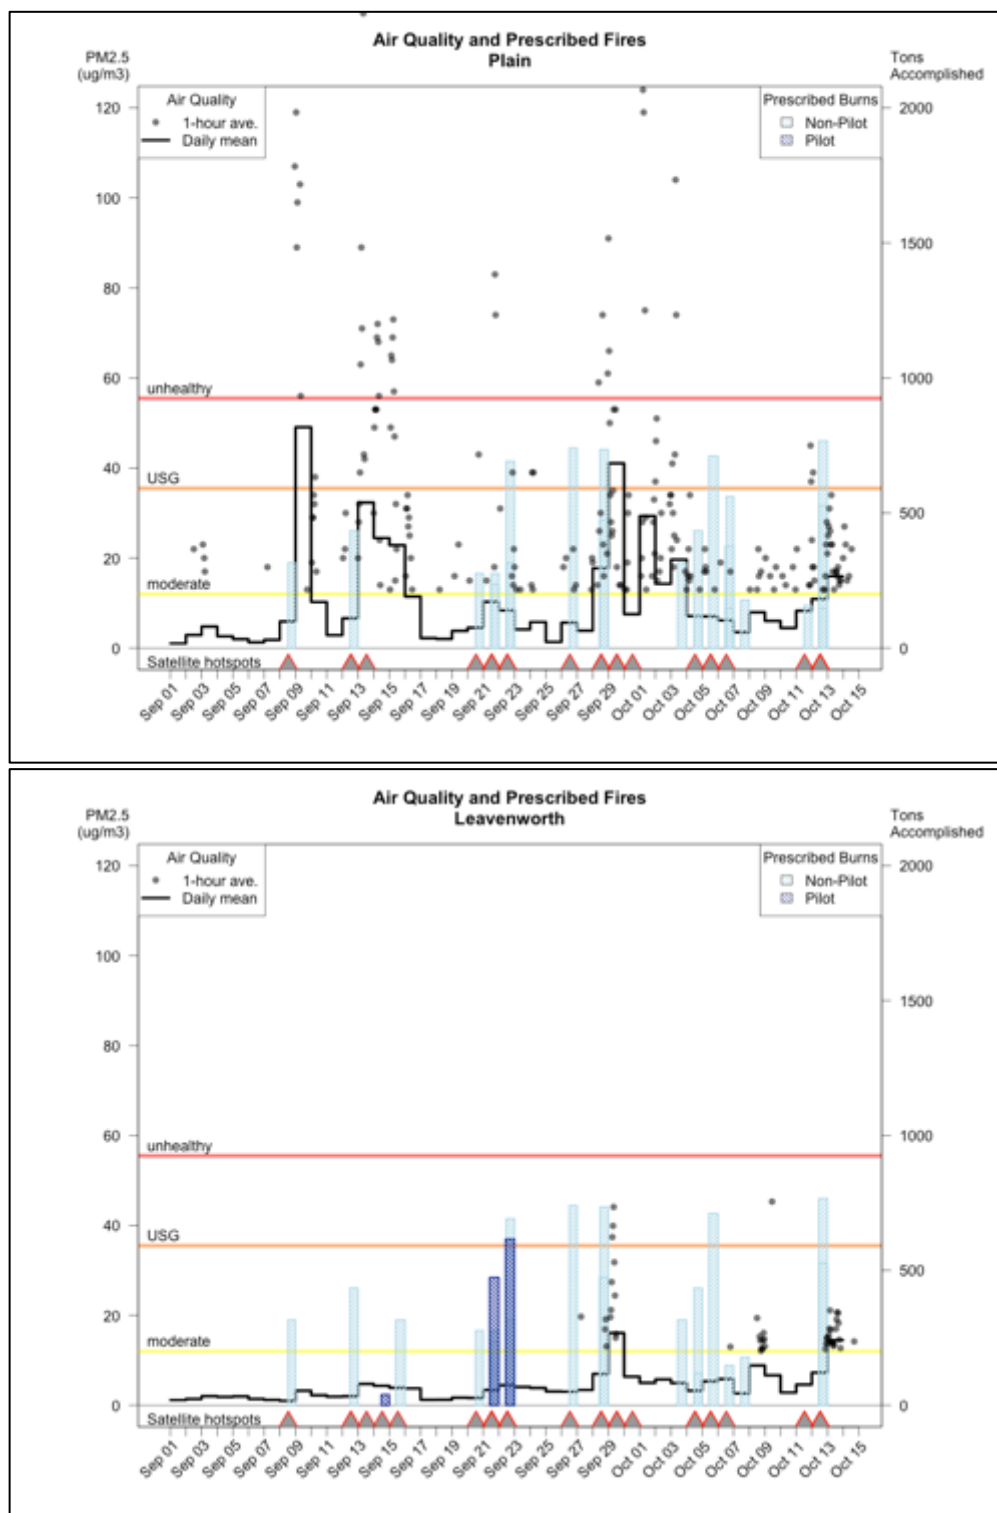 Air Quality and Prescribed Fires
Plain
PM2.5
(ug/m3)
Tons
Accomplished
Air Quality
1-hour ave.
Daily mean
Prescribed Burns
Non-Pilot
Pilot
120
100
80
60
40
20
0
2000
1500
1000
500
0
unhealthy
USG
moderate
Satellite hotspots
Sep 01
Sep 03
Sep 05
Sep 07
Sep 09
Sep 11
Sep 13
Sep 15
Sep 17
Sep 19
Sep 21
Sep 23
Sep 25
Sep 27
Sep 29
Oct 01
Oct 03
Oct 05
Oct 07
Oct 09
Oct 11
Oct 13
Oct 15
Air Quality and Prescribed Fires
Leavenworth
PM2.5
(ug/m3)
Tons
Accomplished
Air Quality
1-hour ave.
Daily mean
Prescribed Burns
Non-Pilot
Pilot
120
100
80
60
40
20
0
2000
1500
1000
500
0
unhealthy
USG
moderate
Satellite hotspots
Sep 01
Sep 03
Sep 05
Sep 07
Sep 09
Sep 11
Sep 13
Sep 15
Sep 17
Sep 19
Sep 21
Sep 23
Sep 25
Sep 27
Sep 29
Oct 01
Oct 03
Oct 05
Oct 07
Oct 09
Oct 11
Oct 13
Oct 15